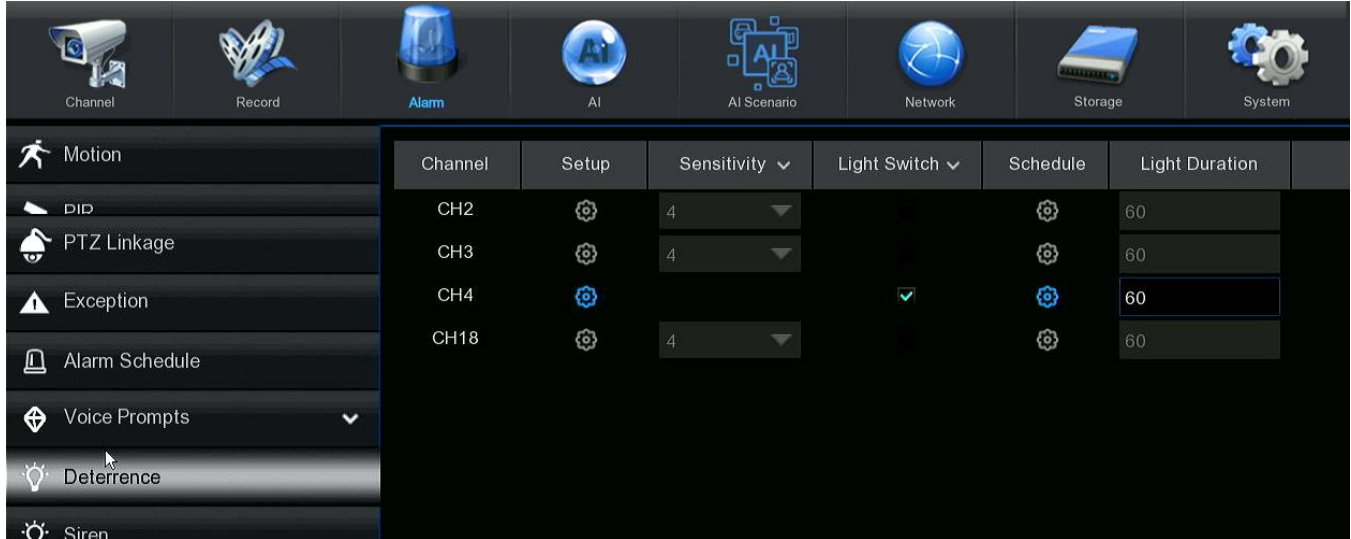 Channel Record Alarm AI AI Scenario Network Storage System
Motion
PIR
PTZ Linkage
Exception
Alarm Schedule
Voice Prompts
Deterrence
Siren
Channel Setup Sensitivity Light Switch Schedule Light Duration
CH2 4 60
CH3 4 60
CH4 60
CH18 4 60